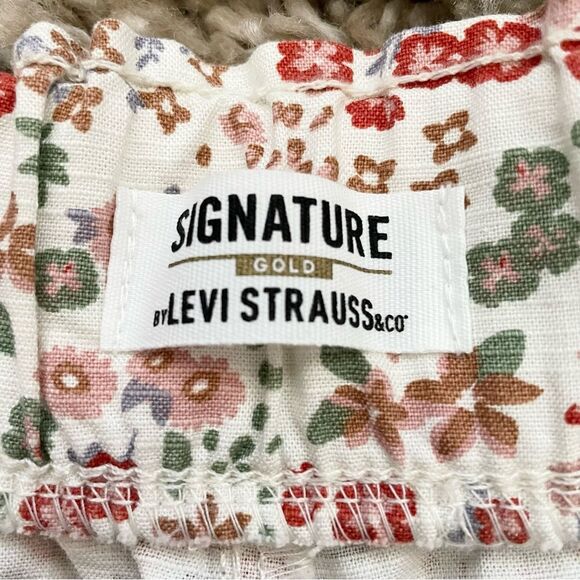 SIGNATURE
GOLD
BY LEVI STRAUSS & CO